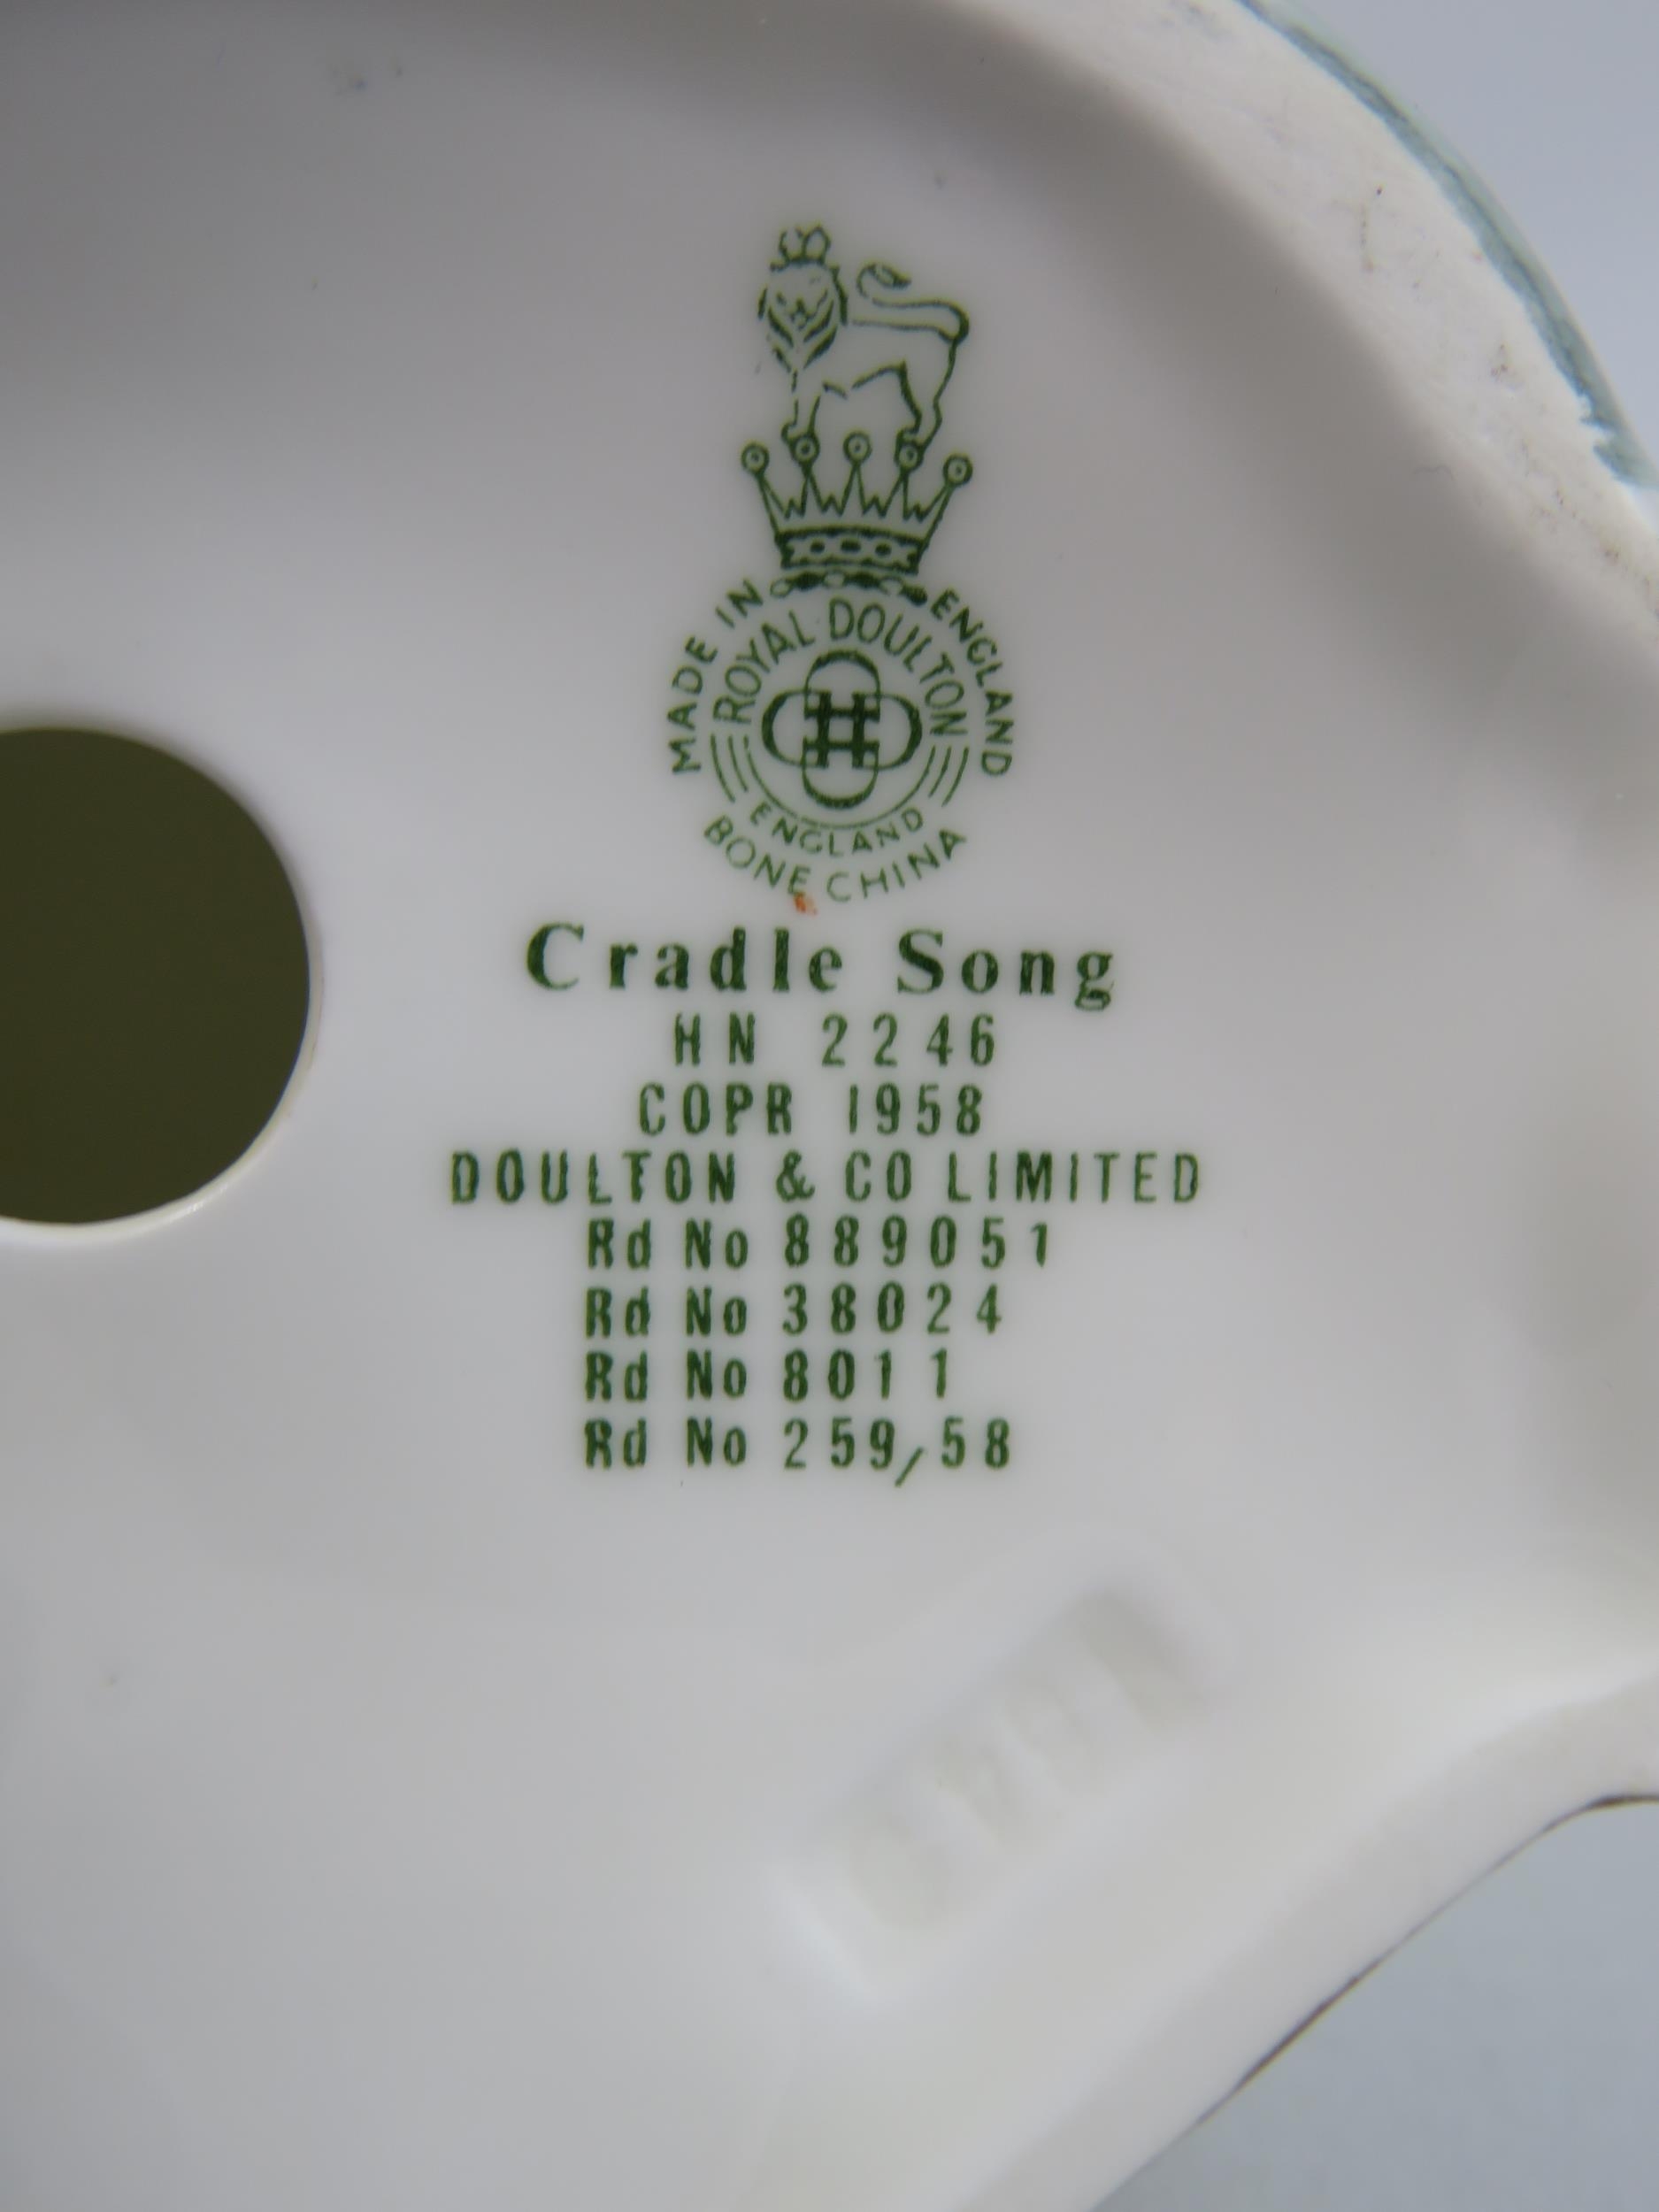 MADE IN ENGLAND
ROYAL DOULTON
ENGLAND
BONE CHINA
Cradle Song
HN 2246
COPR 1958
DOULTON & CO LIMITED
Rd No 889051
Rd No 38024
Rd No 8011
Rd No 259/58